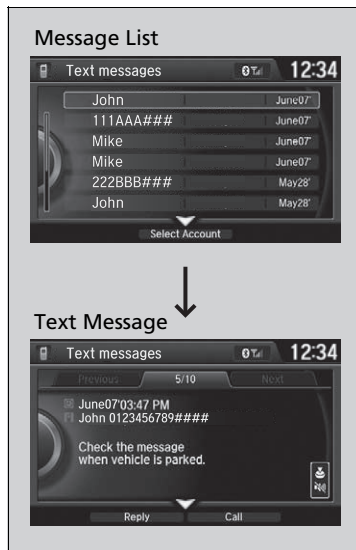 Message List
Text messages 12:34
John June07'
111AAA### June07'
Mike June07'
Mike June07'
222BBB### May28'
John May28'
Select Account
Text Message
Text messages 12:34
Previous 5/10 Next
June07'03:47 PM
John 0123456789####
Check the message
when vehicle is parked.
Reply Call